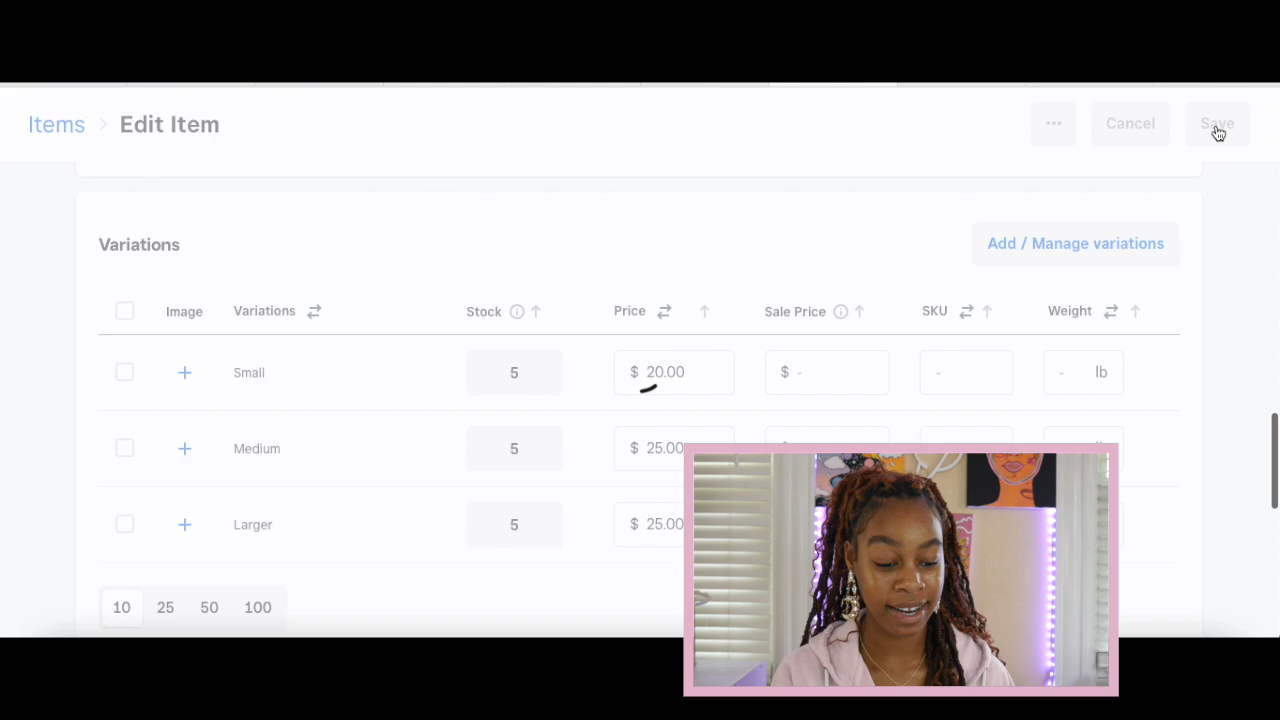 Items > Edit Item ••• Cancel Save
Variations Add / Manage variations
Image Variations Stock Price Sale Price SKU Weight
+ Small 5 $ 20.00 $ - - - lb
+ Medium 5 $ 25.00
+ Larger 5 $ 25.00
10 25 50 100